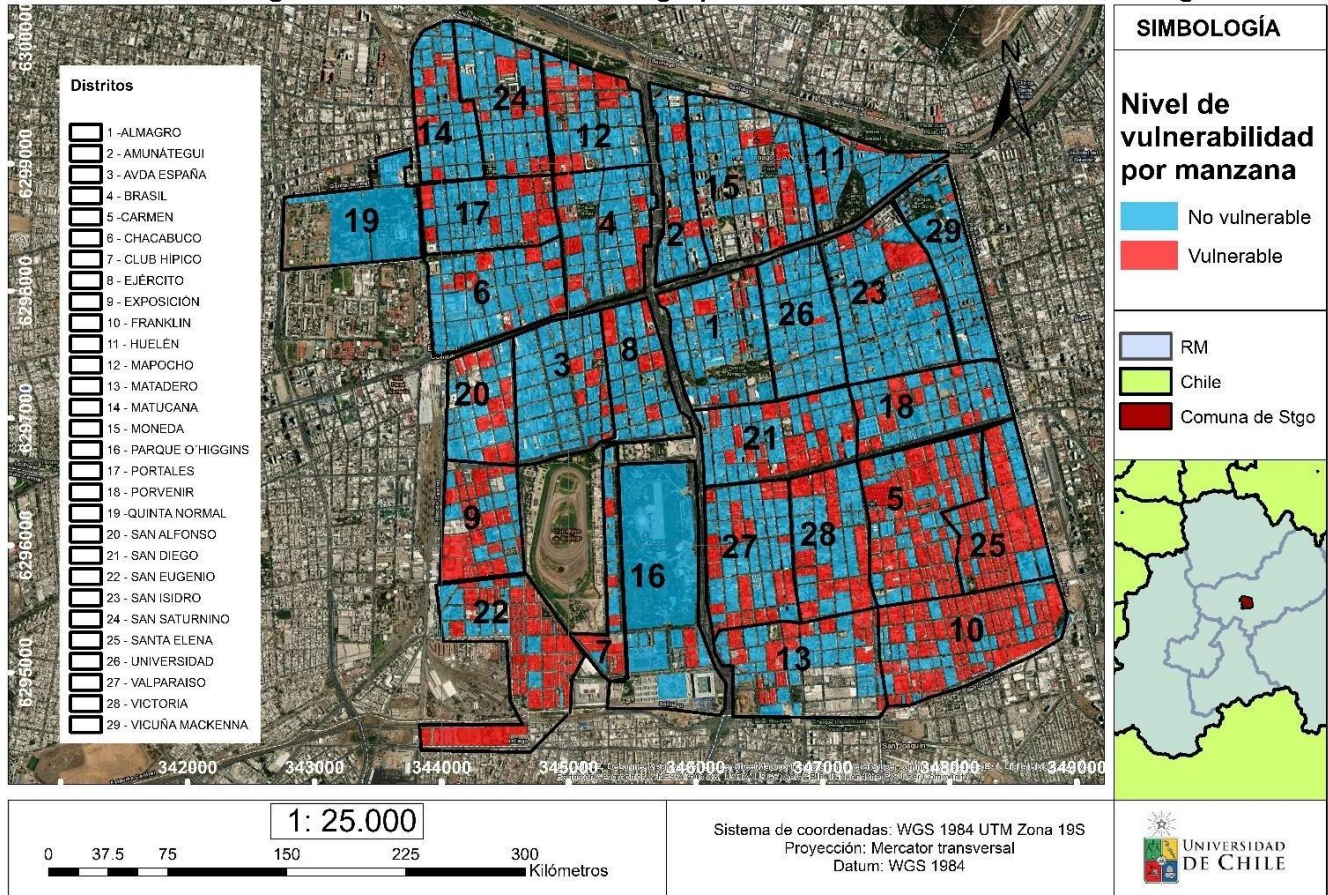 SIMBOLOGÍA
Nivel de
vulnerabilidad
por manzana
No vulnerable
Vulnerable
RM
Chile
Comuna de Stgo
Distritos
1 -ALMAGRO
2 - AMUNÁTEGUI
3 - AVDA ESPAÑA
4 - BRASIL
5 -CARMEN
6 - CHACABUCO
7 - CLUB HÍPICO
8 - EJÉRCITO
9 - EXPOSICIÓN
10 - FRANKLIN
11 - HUELÉN
12 - MAPOCHO
13 - MATADERO
14 - MATUCANA
15 - MONEDA
16 - PARQUE O´HIGGINS
17 - PORTALES
18 - PORVENIR
19 -QUINTA NORMAL
20 - SAN ALFONSO
21 - SAN DIEGO
22 - SAN EUGENIO
23 - SAN ISIDRO
24 - SAN SATURNINO
25 - SANTA ELENA
26 - UNIVERSIDAD
27 - VALPARAISO
28 - VICTORIA
29 - VICUÑA MACKENNA
6300000
6299000
6298000
6297000
6296000
6295000
N
24
14
12
11
15
19
17
4
2
29
6
23
1
26
3
8
20
18
21
9
5
27
28
25
16
22
7
13
10
342000
343000
344000
345000
346000
347000
348000
349000
1: 25.000
0 37.5 75 150 225 300
Kilómetros
Sistema de coordenadas: WGS 1984 UTM Zona 19S
Proyección: Mercator transversal
Datum: WGS 1984
UNIVERSIDAD
DE CHILE